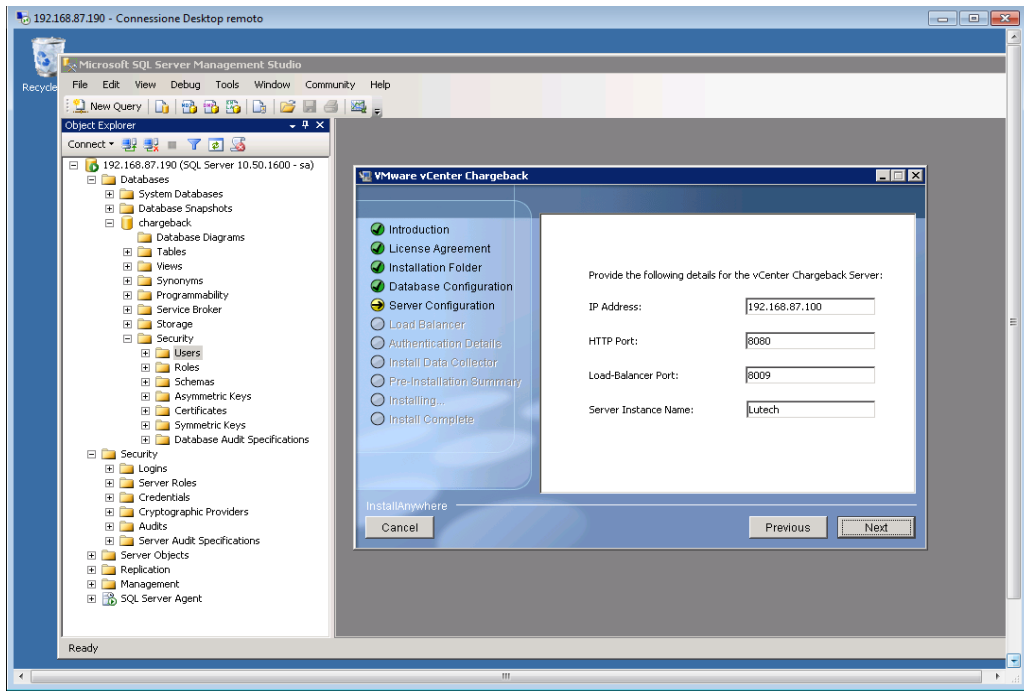 192.168.87.190 - Connessione Desktop remoto
Recycle
Microsoft SQL Server Management Studio
File Edit View Debug Tools Window Community Help
New Query
Object Explorer
Connect
192.168.87.190 (SQL Server 10.50.1600 - sa)
Databases
System Databases
Database Snapshots
chargeback
Database Diagrams
Tables
Views
Synonyms
Programmability
Service Broker
Storage
Security
Users
Roles
Schemas
Asymmetric Keys
Certificates
Symmetric Keys
Database Audit Specifications
Security
Logins
Server Roles
Credentials
Cryptographic Providers
Audits
Server Audit Specifications
Server Objects
Replication
Management
SQL Server Agent
Ready
VMware vCenter Chargeback
Introduction
License Agreement
Installation Folder
Database Configuration
Server Configuration
Load Balancer
Authentication Details
Install Data Collector
Pre-Installation Summary
Installing...
Install Complete
Provide the following details for the vCenter Chargeback Server:
IP Address: 192.168.87.100
HTTP Port: 8080
Load-Balancer Port: 8009
Server Instance Name: Lutech
InstallAnywhere
Cancel Previous Next